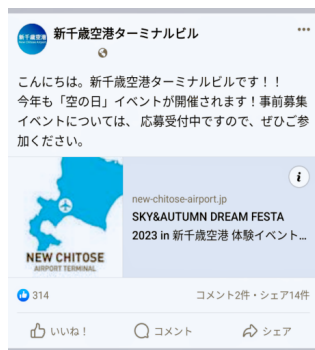 新千歳空港
新千歳空港ターミナルビル
こんにちは。新千歳空港ターミナルビルです！！
今年も「空の日」イベントが開催されます！事前募集
イベントについては、 応募受付中ですので、ぜひご参
加ください。
new-chitose-airport.jp
SKY&AUTUMN DREAM FESTA
2023 in 新千歳空港 体験イベント…
NEW CHITOSE
AIRPORT TERMINAL
314
コメント2件・シェア14件
いいね！ コメント シェア